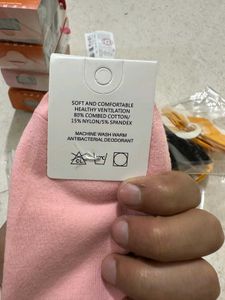 SOFT AND COMFORTABLE
HEALTHY VENTILATION
80% COMBED COTTON/
15% NYLON/5% SPANDEX
MACHINE WASH WARM
ANTIBACTERIAL DEODORANT